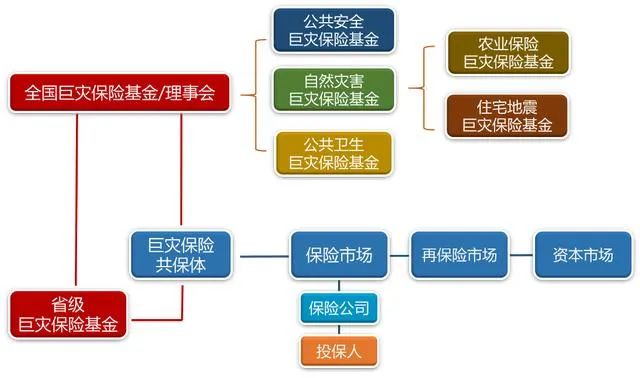 公共安全
巨灾保险基金
全国巨灾保险基金/理事会
自然灾害
巨灾保险基金
公共卫生
巨灾保险基金
农业保险
巨灾保险基金
住宅地震
巨灾保险基金
巨灾保险
共保体
保险市场
再保险市场
资本市场
省级
巨灾保险基金
保险公司
投保人